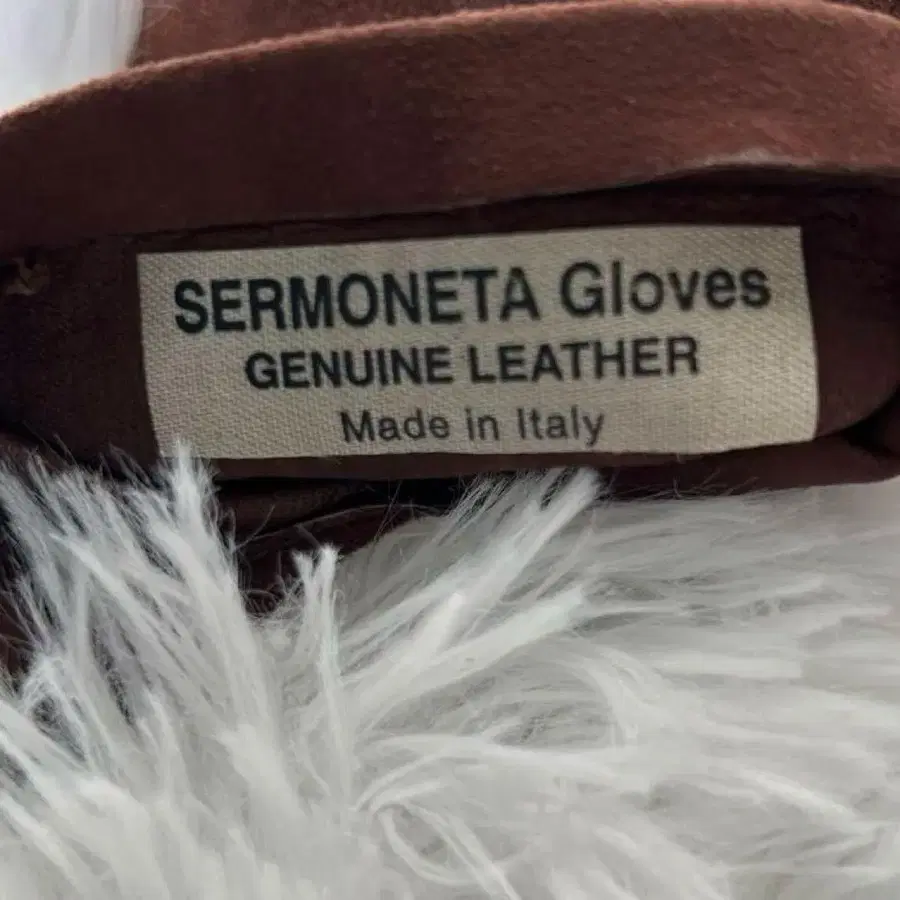 SERMONETA Gloves
GENUINE LEATHER
Made in Italy